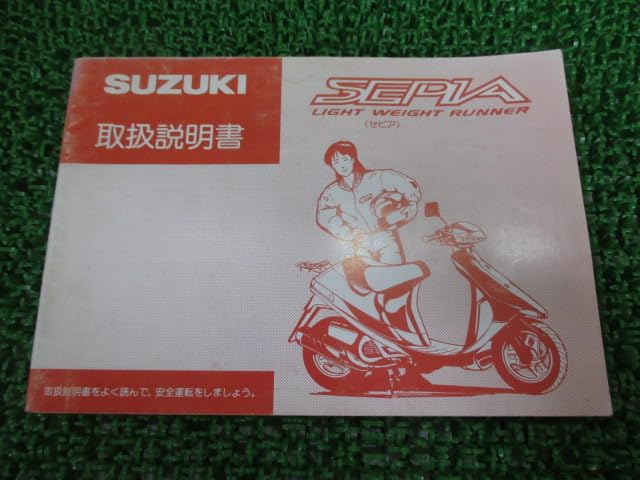 SUZUKI
取扱説明書
SEPIA
LIGHT WEIGHT RUNNER
(セピア)
取扱説明書をよく読んで,安全運転をしましょう。